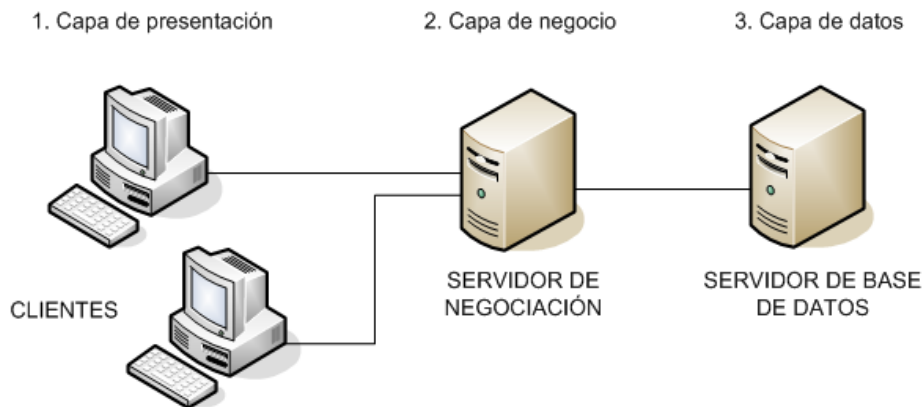 1. Capa de presentación
2. Capa de negocio
3. Capa de datos
CLIENTES
SERVIDOR DE
NEGOCIACIÓN
SERVIDOR DE BASE
DE DATOS